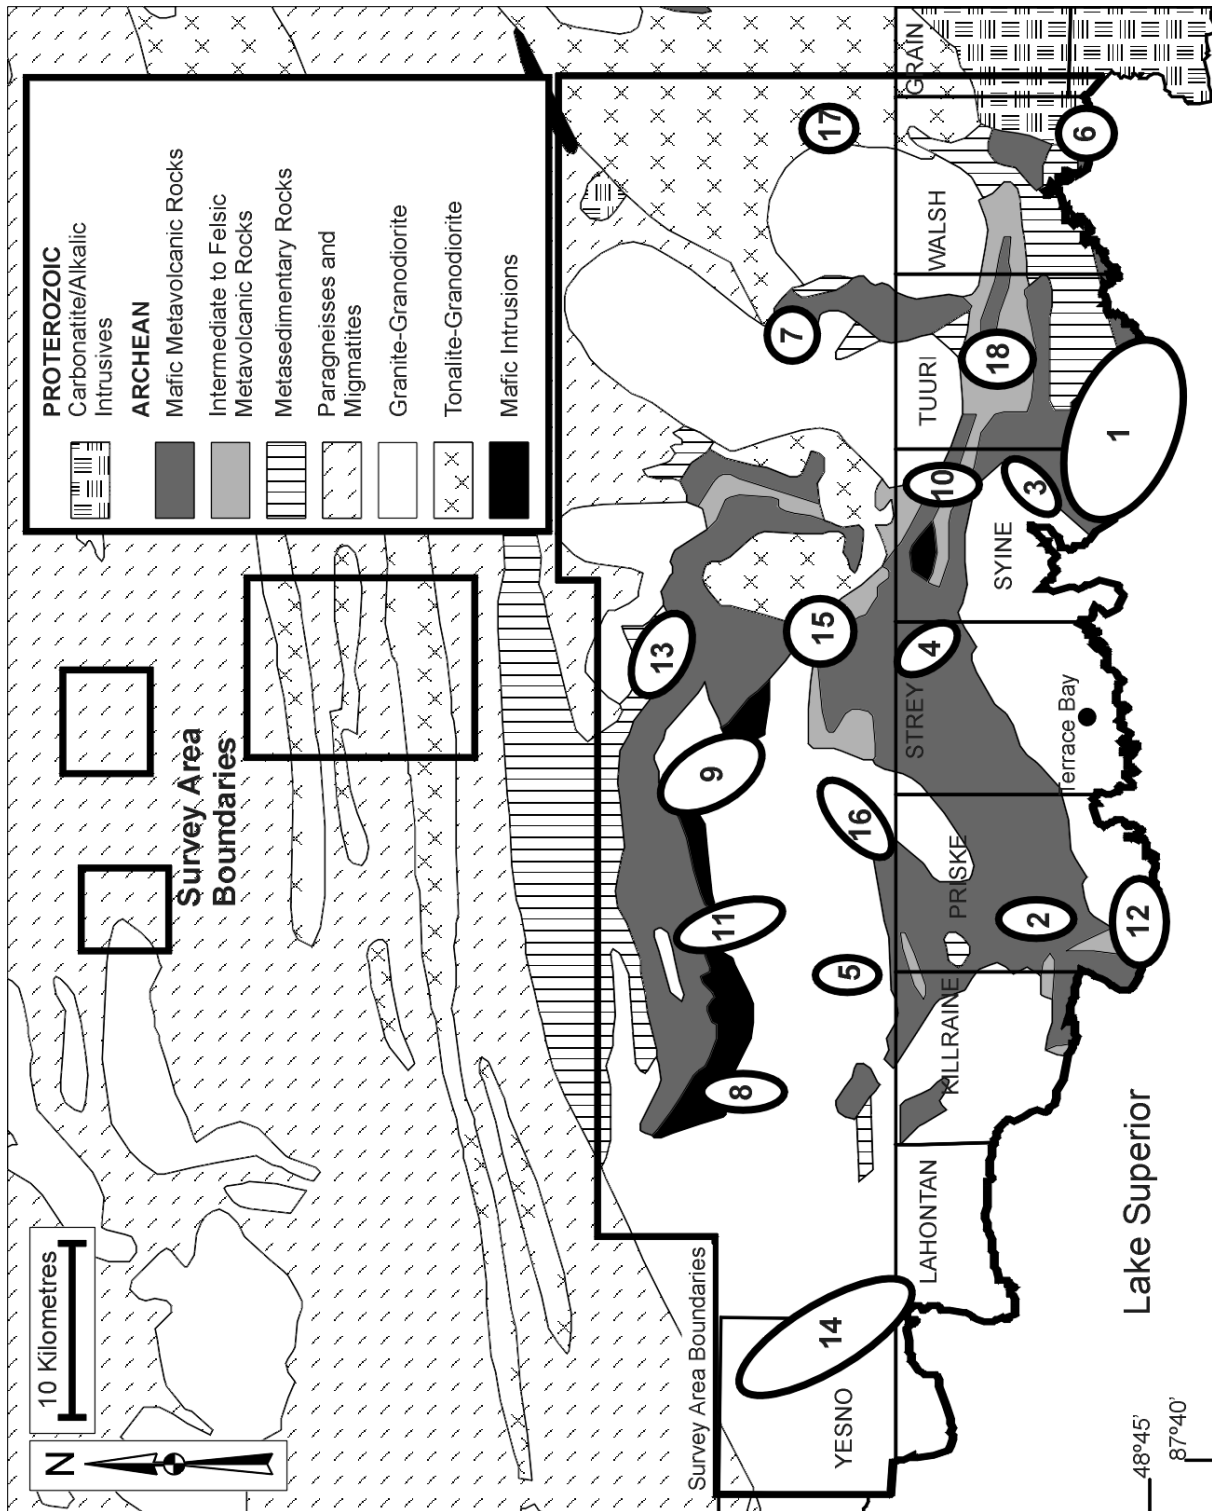 N
10 Kilometres
PROTEROZOIC
Carbonatite/Alkalic
Intrusives
ARCHEAN
Mafic Metavolcanic Rocks
Intermediate to Felsic
Metavolcanic Rocks
Metasedimentary Rocks
Paragneisses and
Migmatites
Granite-Granodiorite
Tonalite-Granodiorite
Mafic Intrusions
Survey Area
Boundaries
Survey Area Boundaries
13
9
11
8
7
17
15
16
5
14
YESNO
LAHONTAN
KILLRAINE
PRISKE
STREY
SYINE
TUURI
WALSH
GRAIN
4
10
18
3
2
6
1
12
Terrace Bay
Lake Superior
48°45'
87°40'